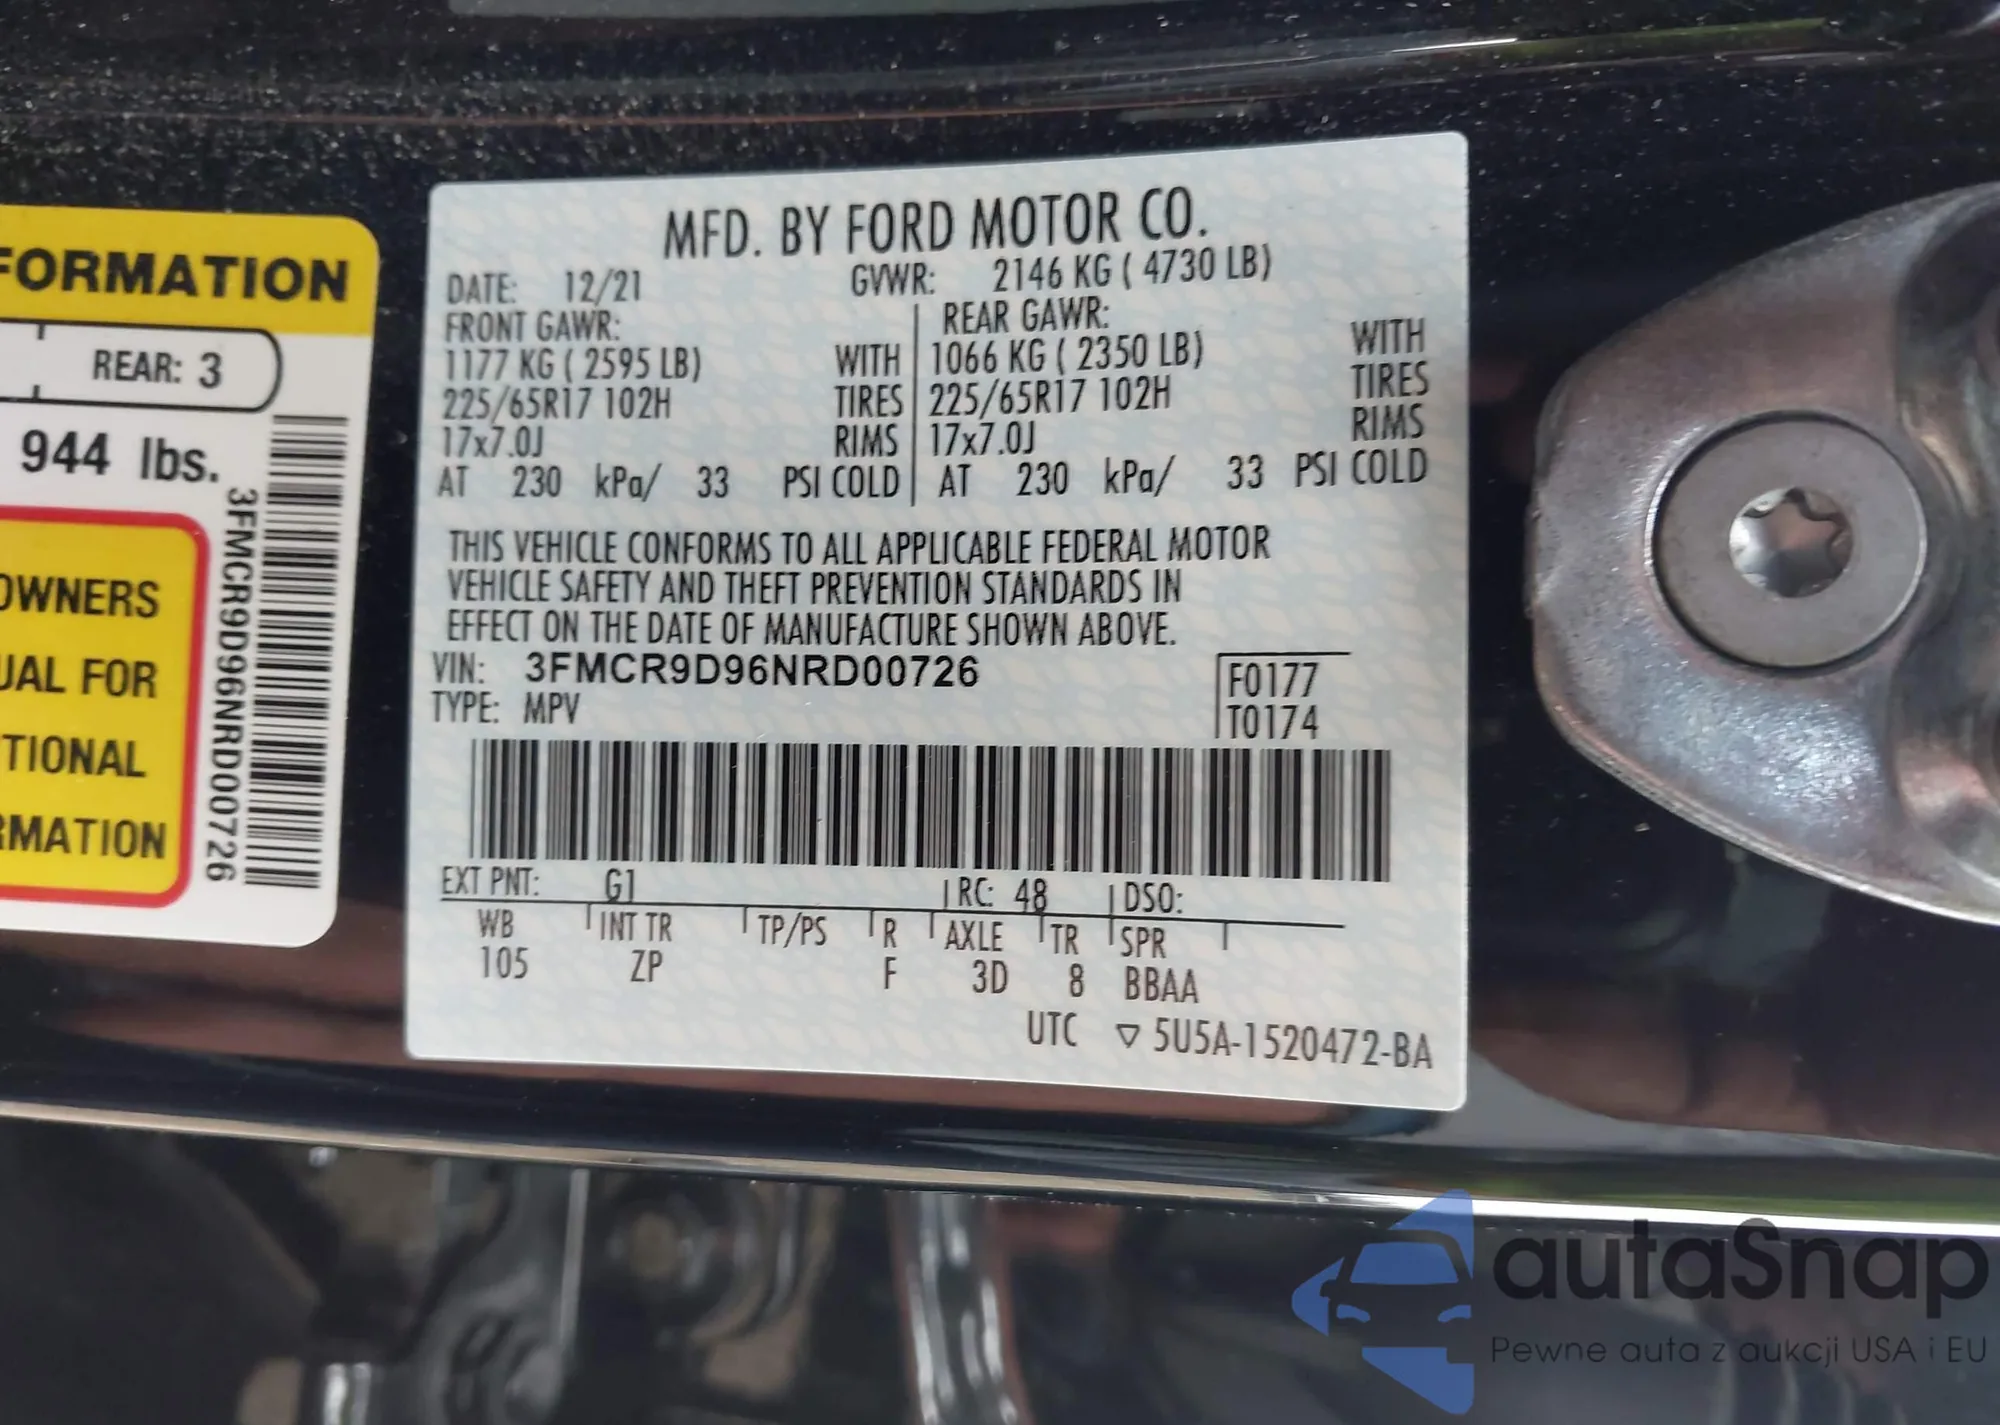 FORMATION
REAR: 3
944 lbs.
OWNERS
UAL FOR
TIONAL
RMATION
3FMCR9D96NRD00726
MFD. BY FORD MOTOR CO.
DATE: 12/21 GVWR: 2146 KG ( 4730 LB)
FRONT GAWR: REAR GAWR:
1177 KG ( 2595 LB) WITH 1066 KG ( 2350 LB) WITH
225/65R17 102H TIRES 225/65R17 102H TIRES
17x7.0J RIMS 17x7.0J RIMS
AT 230 kPa/ 33 PSI COLD AT 230 kPa/ 33 PSI COLD
THIS VEHICLE CONFORMS TO ALL APPLICABLE FEDERAL MOTOR
VEHICLE SAFETY AND THEFT PREVENTION STANDARDS IN
EFFECT ON THE DATE OF MANUFACTURE SHOWN ABOVE.
VIN: 3FMCR9D96NRD00726 F0177
TYPE: MPV T0174
EXT PNT: G1 RC: 48 DSO:
WB INT TR TP/PS R AXLE TR SPR
105 ZP F 3D 8 BBAA
UTC ▽ 5U5A-1520472-BA
autaSnap
Pewne auta z aukcji USA i EU